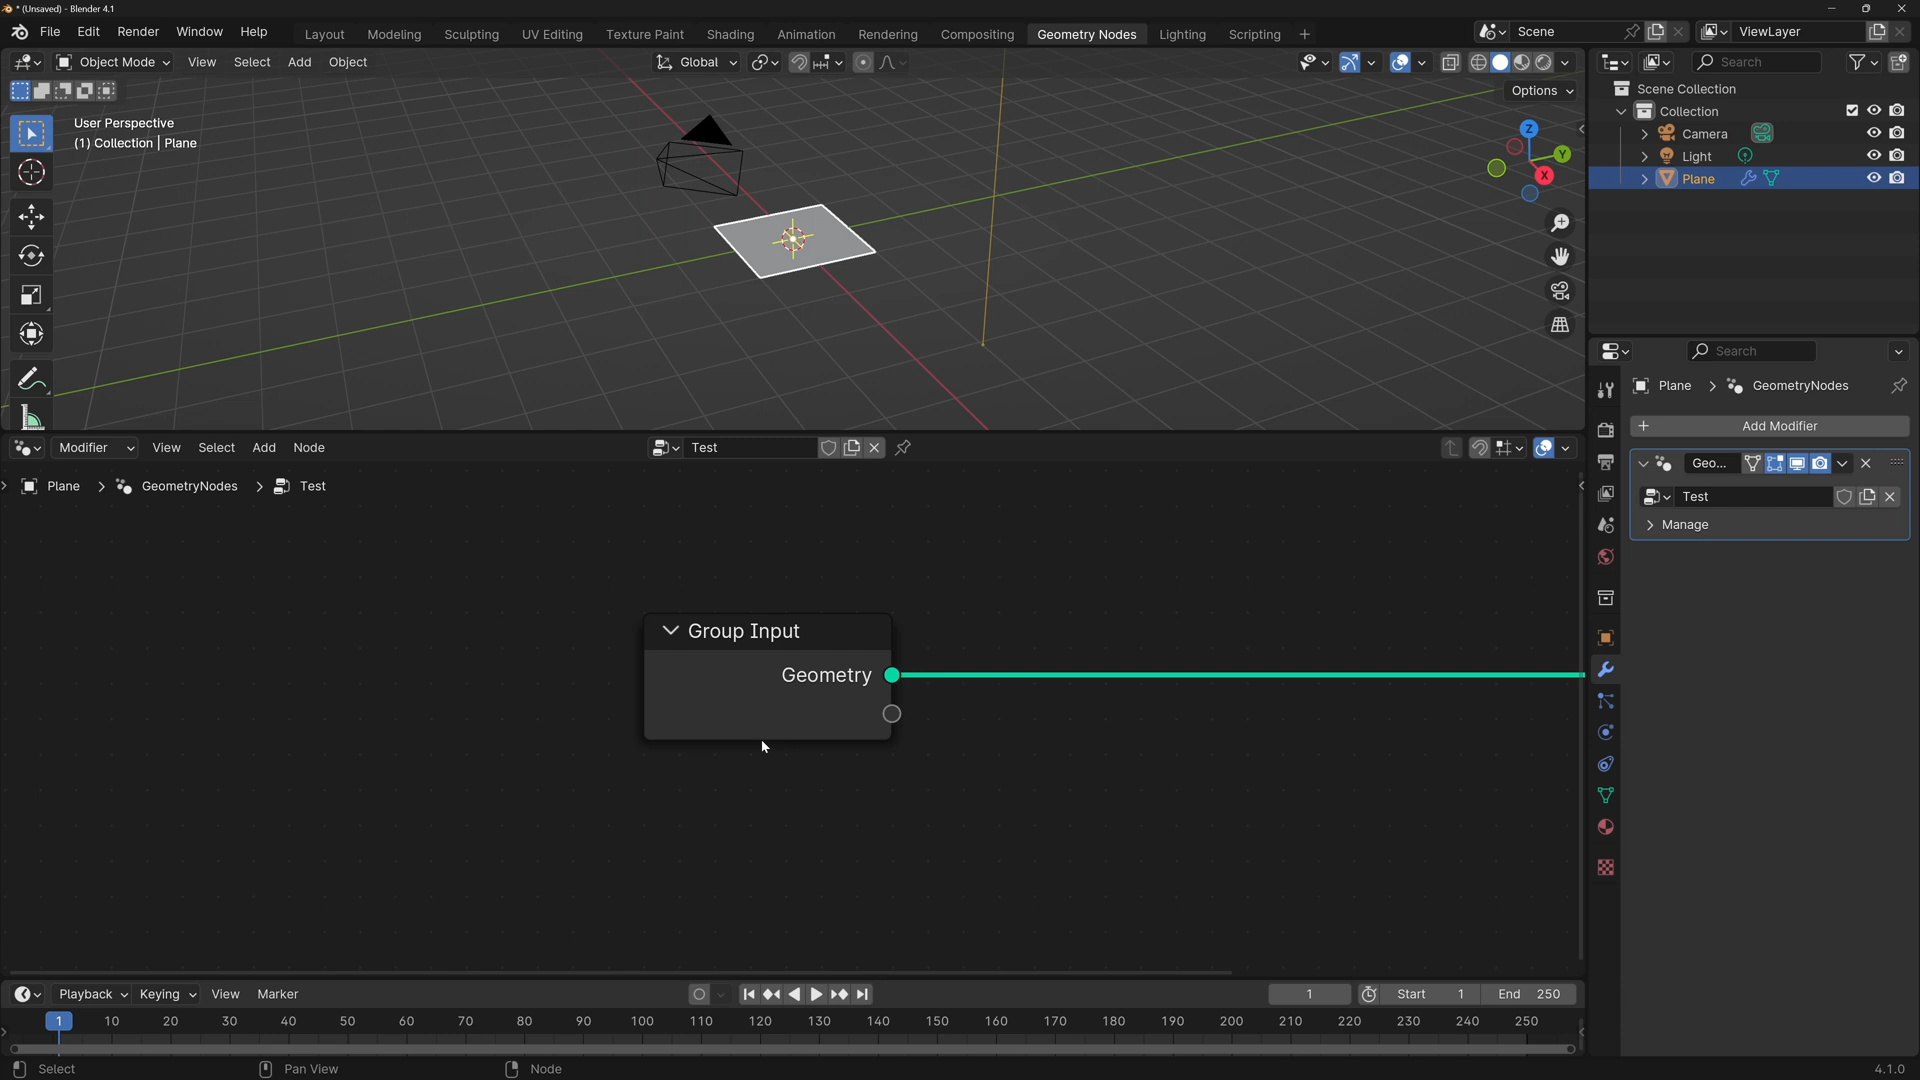 * (Unsaved) - Blender 4.1
File Edit Render Window Help
Layout Modeling Sculpting UV Editing Texture Paint Shading Animation Rendering Compositing Geometry Nodes Lighting Scripting +
Scene
ViewLayer
Object Mode View Select Add Object
Global
Search
Options
User Perspective
(1) Collection | Plane
Z
Y
X
Scene Collection
Collection
Camera
Light
Plane
Search
Plane > GeometryNodes
Add Modifier
Geo...
Test
Manage
Modifier View Select Add Node
Test
Plane > GeometryNodes > Test
Group Input
Geometry
Playback Keying View Marker
1
Start 1
End 250
1 10 20 30 40 50 60 70 80 90 100 110 120 130 140 150 160 170 180 190 200 210 220 230 240 250
Select
Pan View
Node
4.1.0